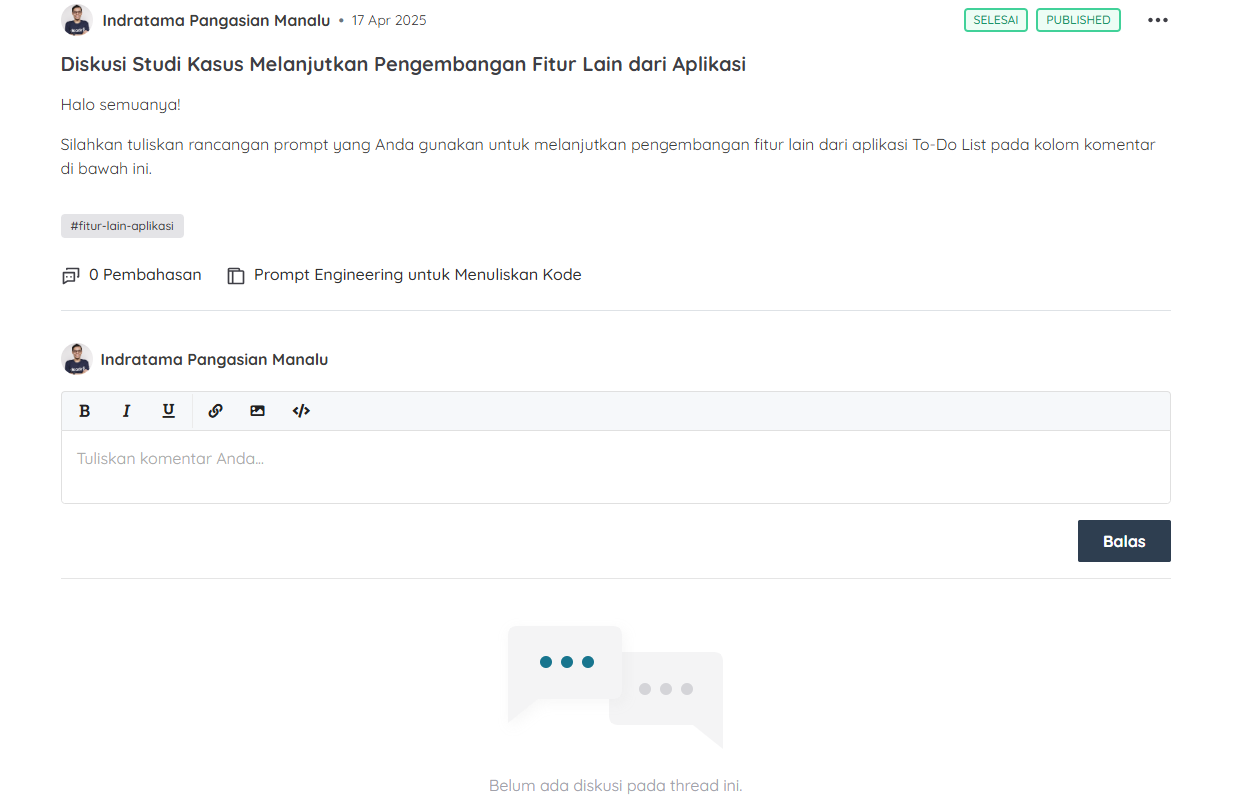 Indratama Pangasian Manalu • 17 Apr 2025
SELESAI
PUBLISHED
Diskusi Studi Kasus Melanjutkan Pengembangan Fitur Lain dari Aplikasi
Halo semuanya!
Silahkan tuliskan rancangan prompt yang Anda gunakan untuk melanjutkan pengembangan fitur lain dari aplikasi To-Do List pada kolom komentar
di bawah ini.
#fitur-lain-aplikasi
0 Pembahasan
Prompt Engineering untuk Menuliskan Kode
Indratama Pangasian Manalu
B I U
Tuliskan komentar Anda...
Balas
Belum ada diskusi pada thread ini.